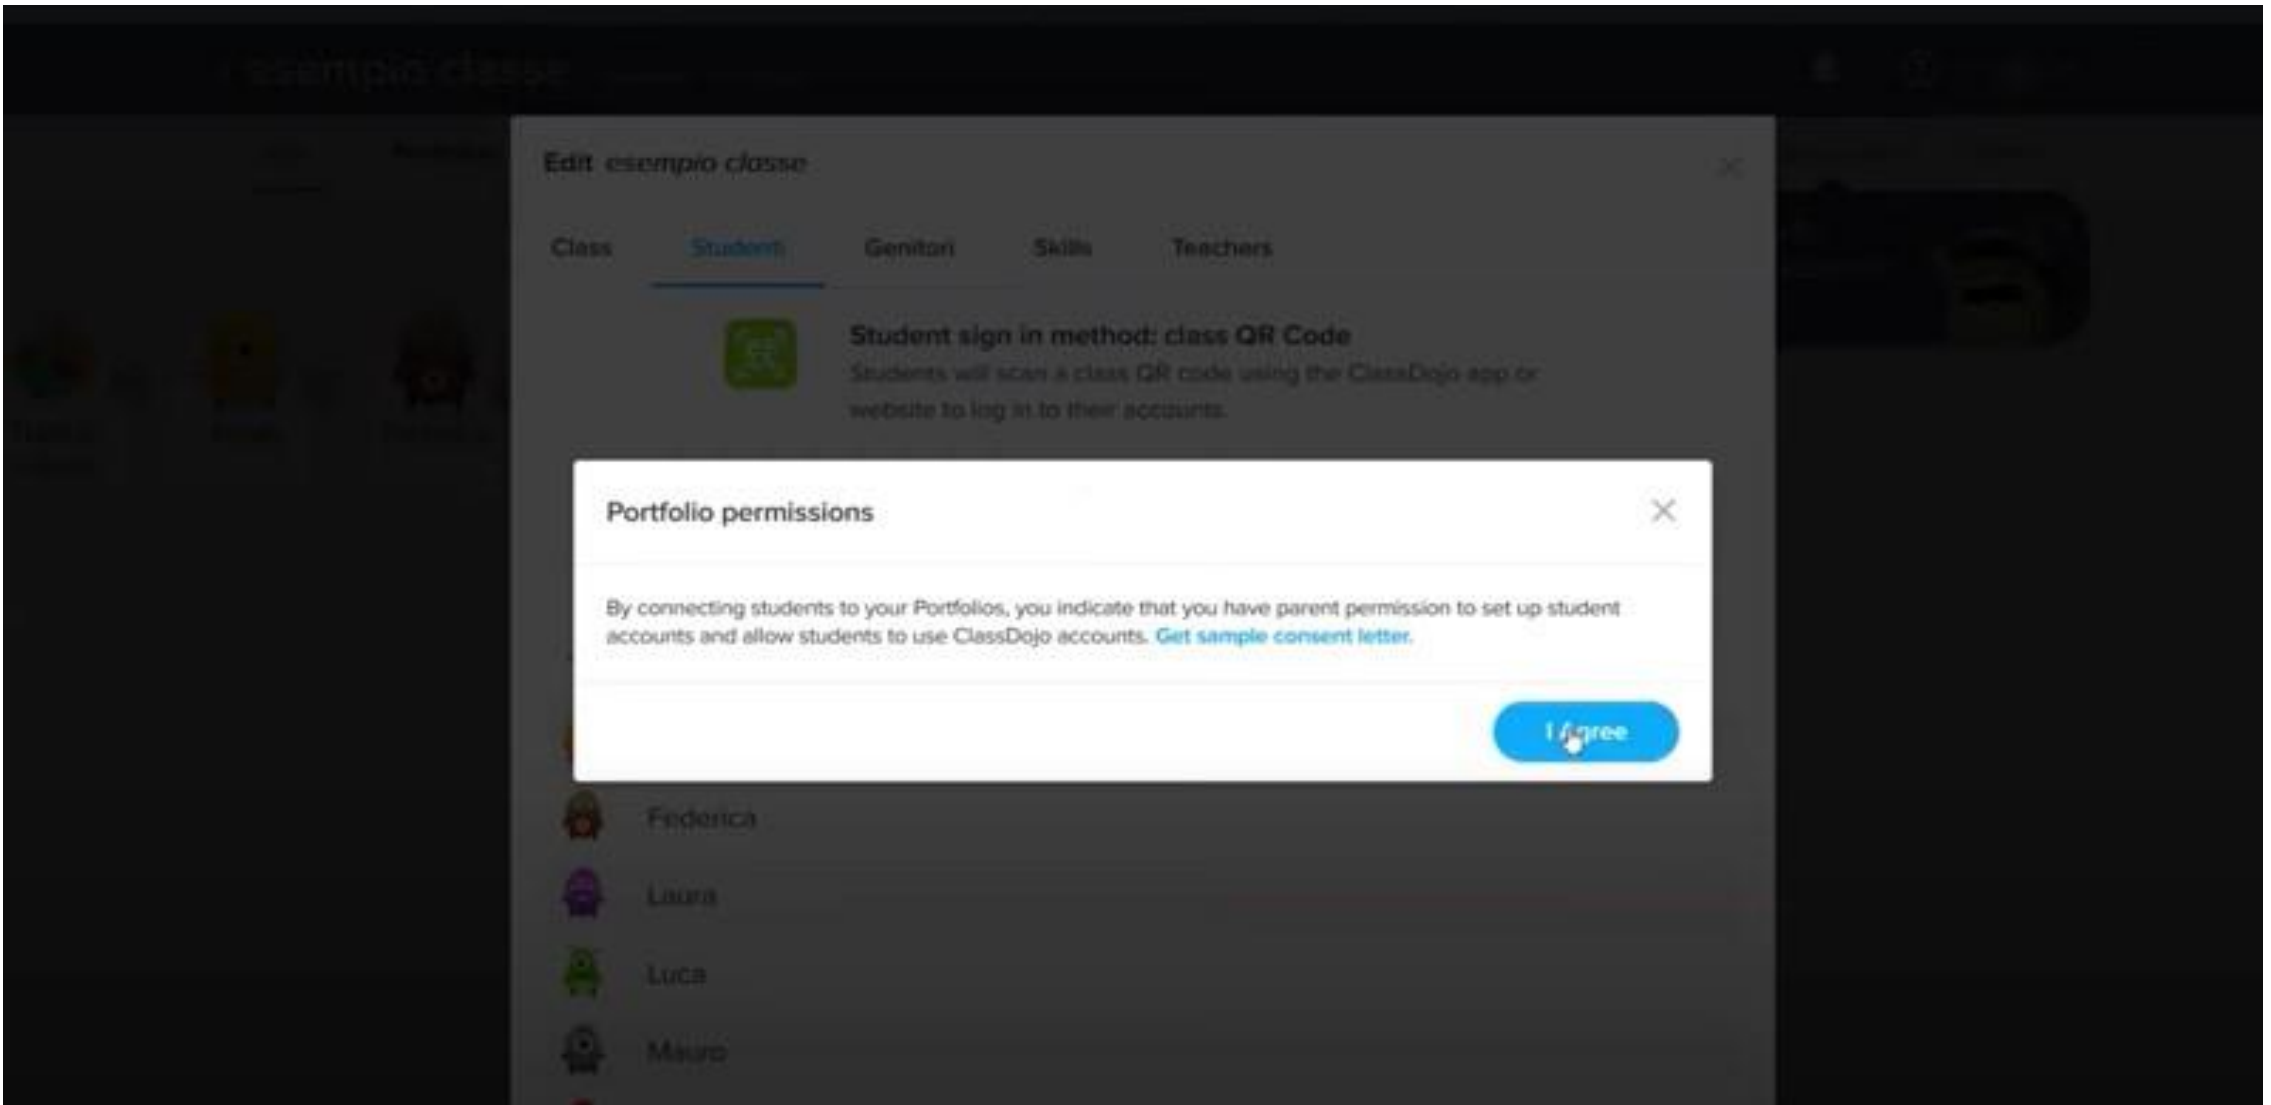 esempio classe
Edit esempio classe
Class Studenti Genitori Skills Teachers
Student sign in method: class QR Code
Students will scan a class QR code using the ClassDojo app or
website to log in to their accounts.
Portfolio permissions
By connecting students to your Portfolios, you indicate that you have parent permission to set up student
accounts and allow students to use ClassDojo accounts. Get sample consent letter.
I Agree
Federica
Laura
Luca
Mauro